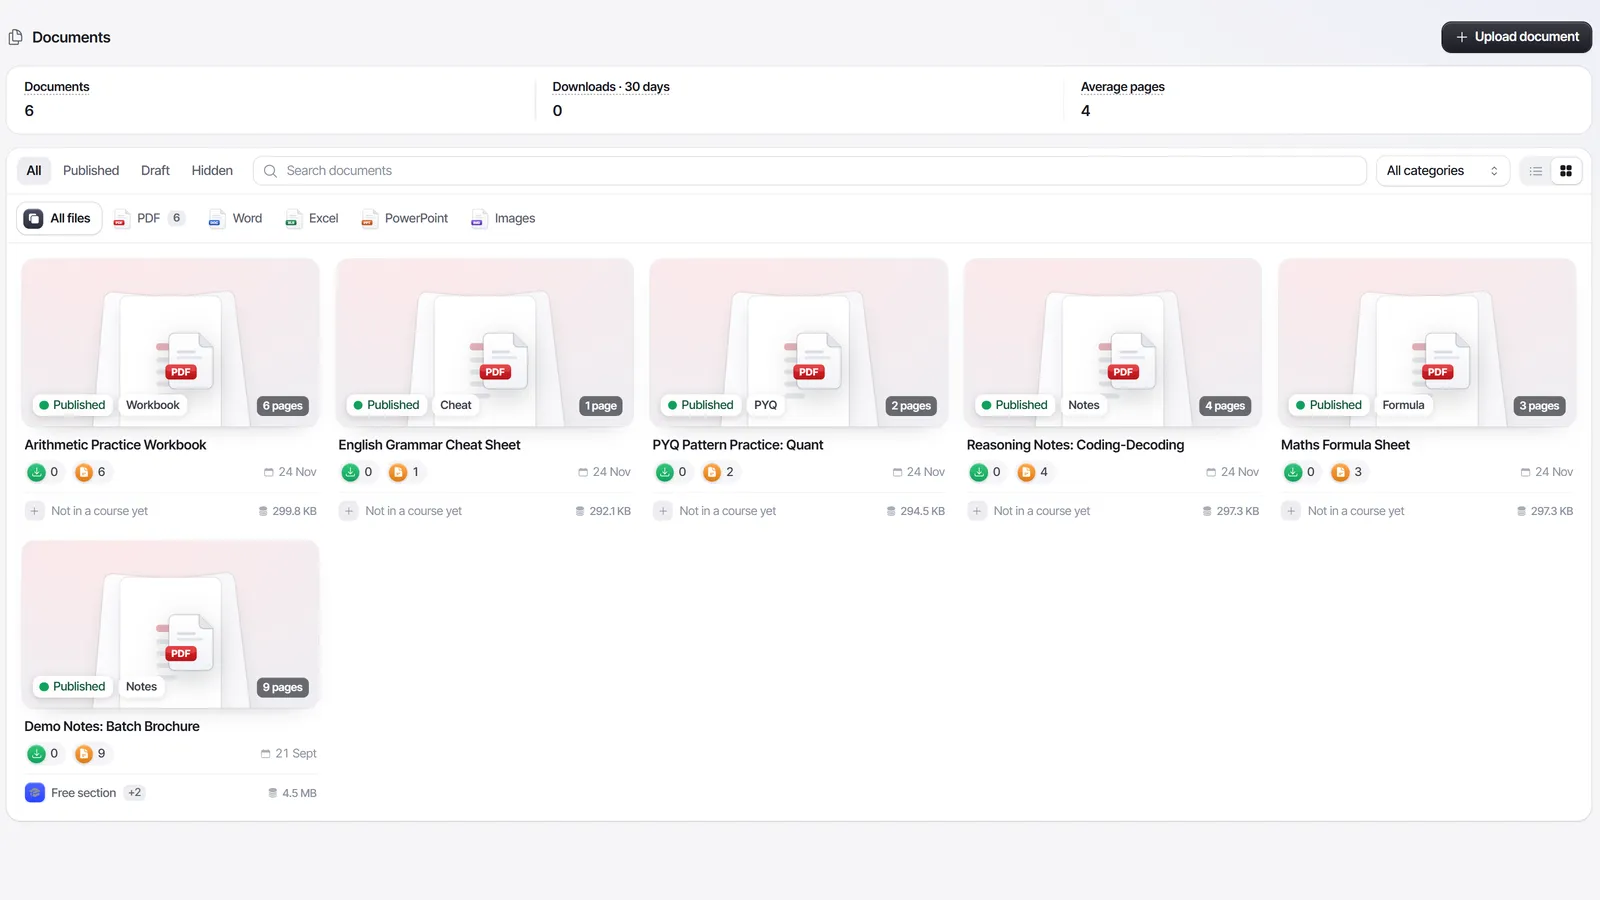 Documents
Upload document
Documents
6
Downloads · 30 days
0
Average pages
4
All Published Draft Hidden Search documents All categories
All files PDF 6 Word Excel PowerPoint Images
PDF
Published Workbook 6 pages
Arithmetic Practice Workbook
0 6 24 Nov
Not in a course yet 299.8 KB
PDF
Published Cheat 1 page
English Grammar Cheat Sheet
0 1 24 Nov
Not in a course yet 292.1 KB
PDF
Published PYQ 2 pages
PYQ Pattern Practice: Quant
0 2 24 Nov
Not in a course yet 294.5 KB
PDF
Published Notes 4 pages
Reasoning Notes: Coding-Decoding
0 4 24 Nov
Not in a course yet 297.3 KB
PDF
Published Formula 3 pages
Maths Formula Sheet
0 3 24 Nov
Not in a course yet 297.3 KB
PDF
Published Notes 9 pages
Demo Notes: Batch Brochure
0 9 21 Sept
Free section +2 4.5 MB